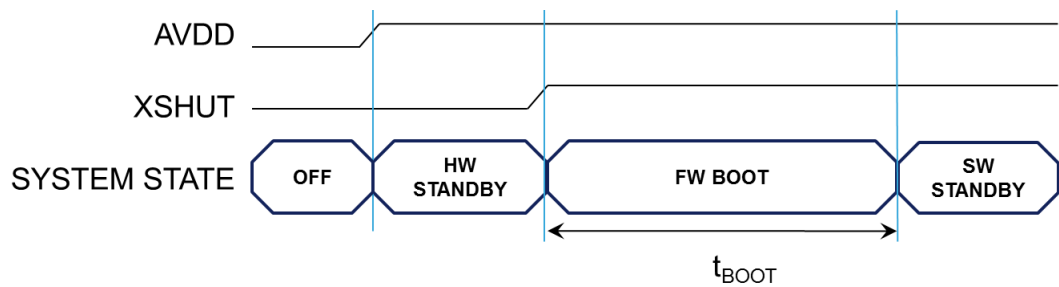 AVDD
XSHUT
SYSTEM STATE
OFF
HW
STANDBY
FW BOOT
SW
STANDBY
tBOOT